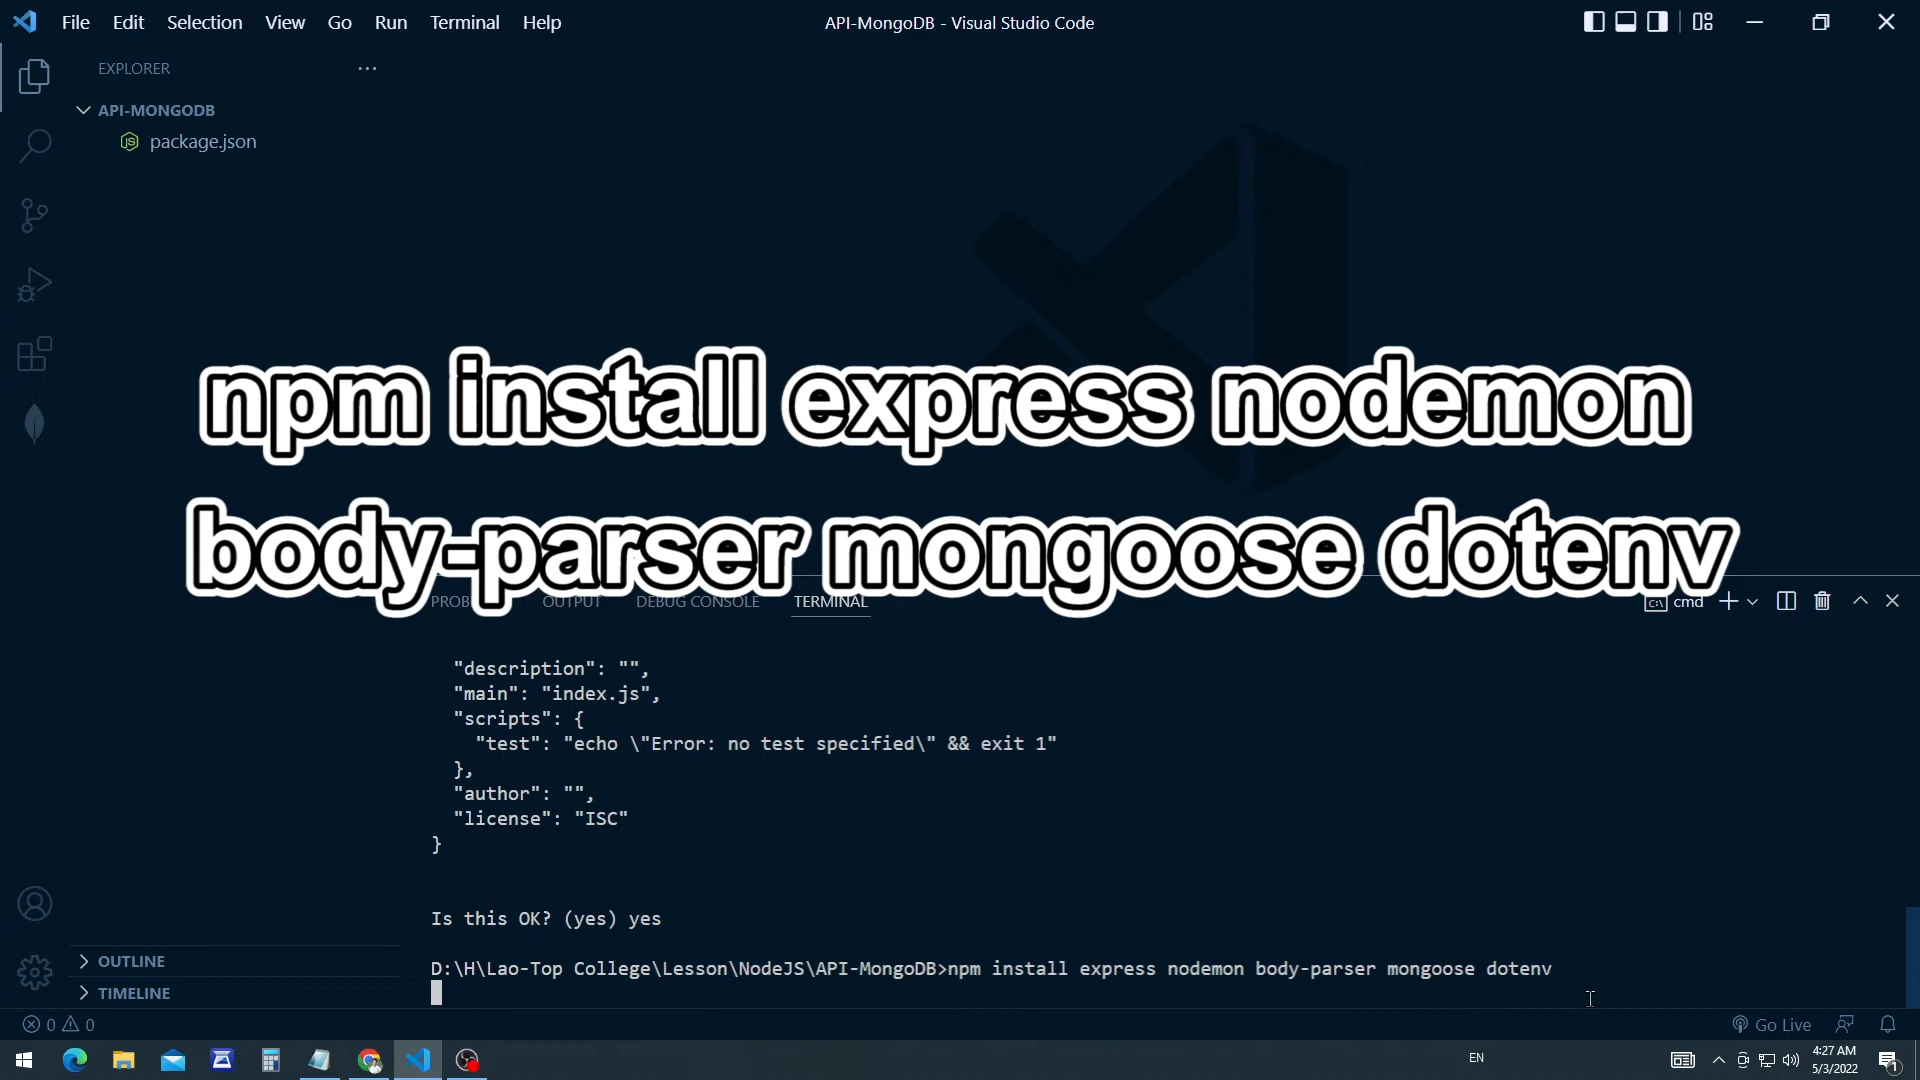 File Edit Selection View Go Run Terminal Help
API-MongoDB - Visual Studio Code
EXPLORER
API-MONGODB
package.json
npm install express nodemon
body-parser mongoose dotenv
OUTPUT DEBUG CONSOLE TERMINAL
cmd
"description": "",
"main": "index.js",
"scripts": {
"test": "echo \"Error: no test specified\" && exit 1"
},
"author": "",
"license": "ISC"
}
Is this OK? (yes) yes
D:\H\Lao-Top College\Lesson\NodeJS\API-MongoDB>npm install express nodemon body-parser mongoose dotenv
OUTLINE
TIMELINE
0 0
Go Live
EN
4:27 AM
5/3/2022
1